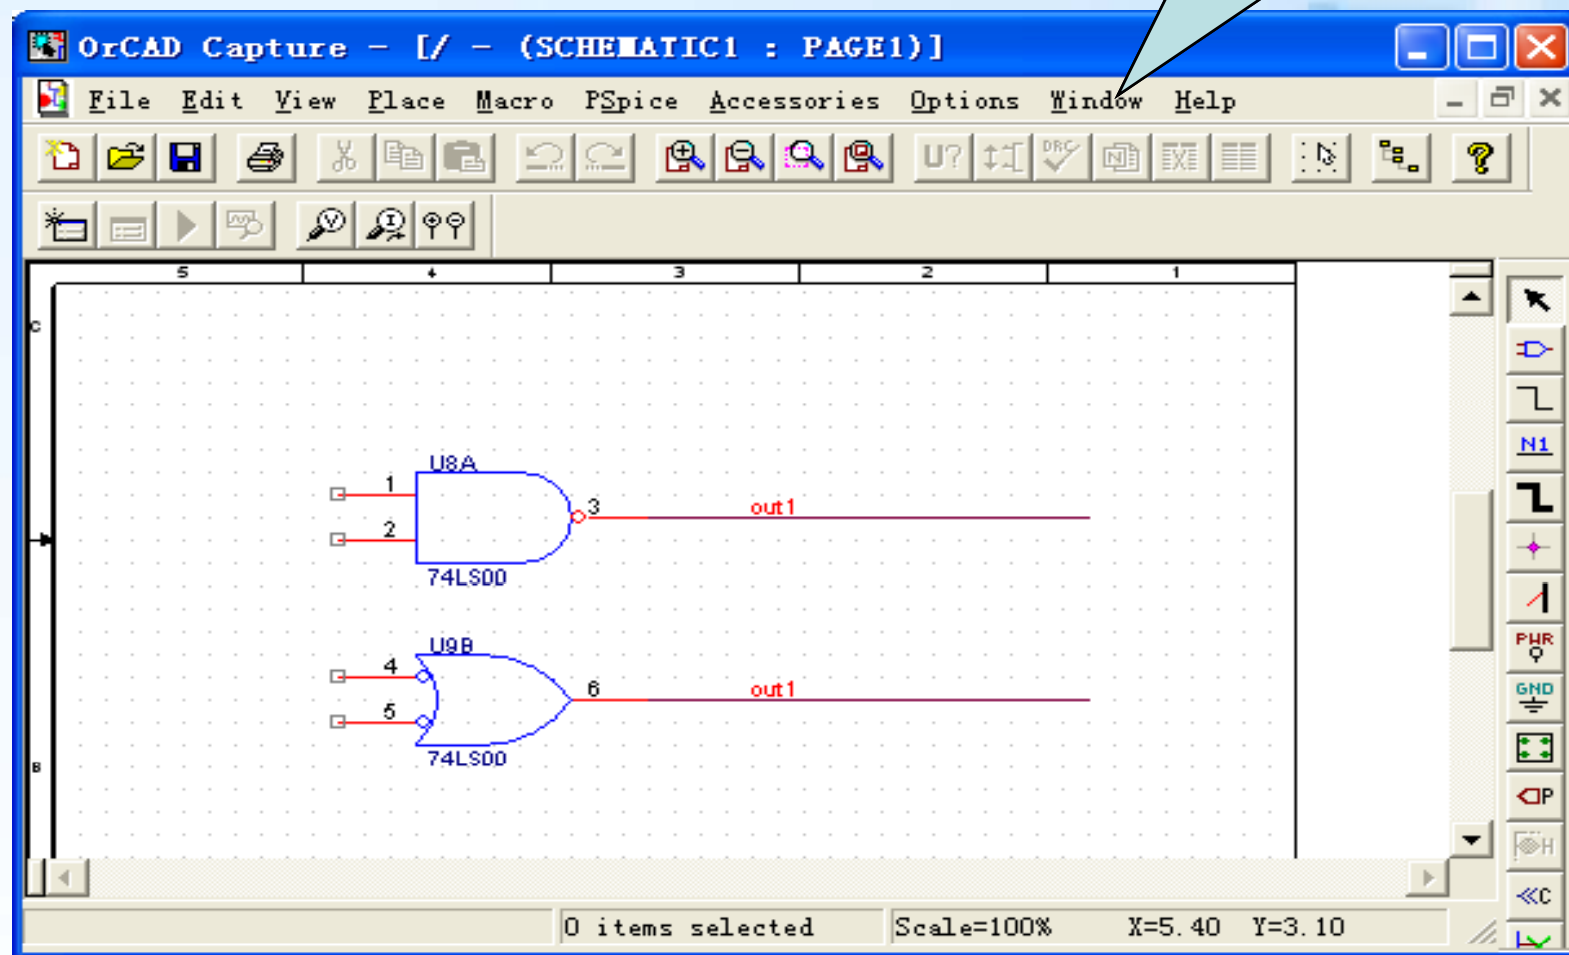 OrCAD Capture - [/ - (SCHEMATIC1 : PAGE1)]
File Edit View Place Macro PSpice Accessories Options Window Help
U? DRC
V I
5 4 3 2 1
C
U8A
1
3 out1
2
74LS00
U9B
4
6 out1
5
B
74LS00
N1
PWR
GND
P
H
≪C
0 items selected Scale=100% X=5.40 Y=3.10